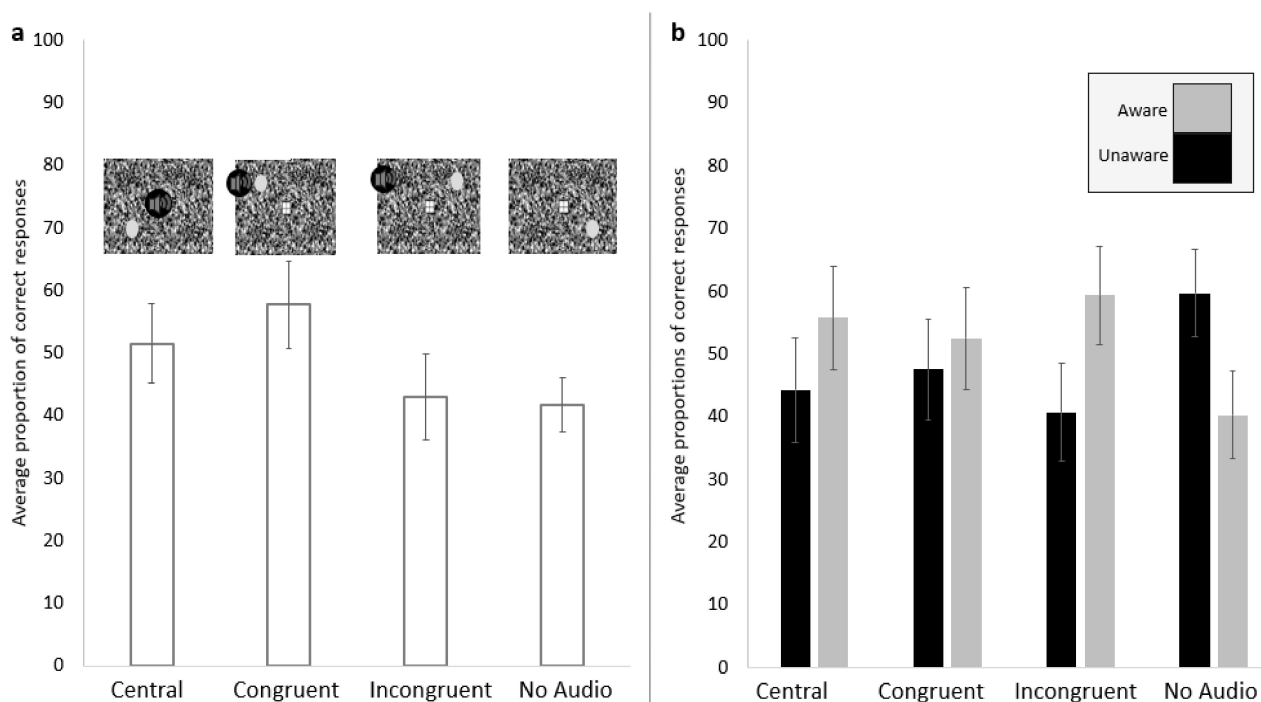 a
Average proportion of correct responses
100
90
80
70
60
50
40
30
20
10
0
Central Congruent Incongruent No Audio
b
Average proportions of correct responses
100
90
80
70
60
50
40
30
20
10
0
Aware
Unaware
Central Congruent Incongruent No Audio